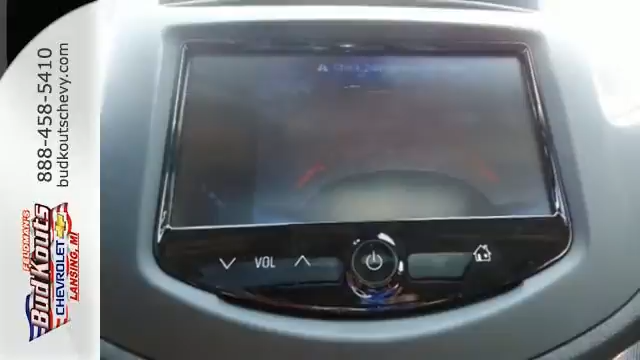 888-458-5410
budkoutschevy.com
FELDMAN'S
Bud Kouts
CHEVROLET
LANSING, MI
VOL